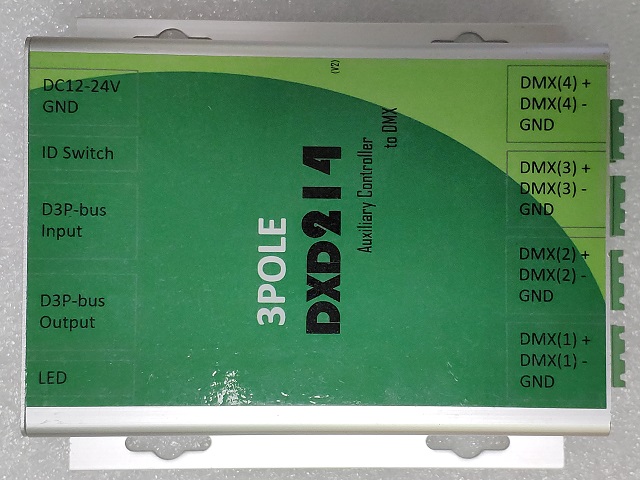 DC12-24V
GND
ID Switch
D3P-bus
Input
D3P-bus
Output
LED
3POLE
DXD214
Auxiliary Controller
to DMX
(V2)
DMX(4) +
DMX(4) -
GND
DMX(3) +
DMX(3) -
GND
DMX(2) +
DMX(2) -
GND
DMX(1) +
DMX(1) -
GND